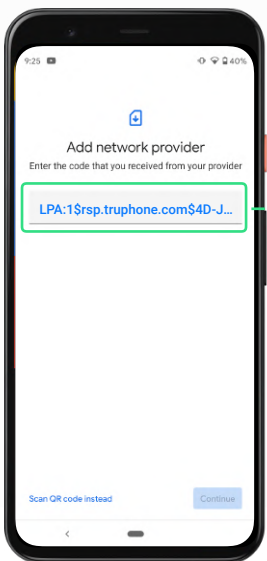 9:25
40%
Add network provider
Enter the code that you received from your provider
LPA:1$rsp.truphone.com$4D-J...
Scan QR code instead
Continue